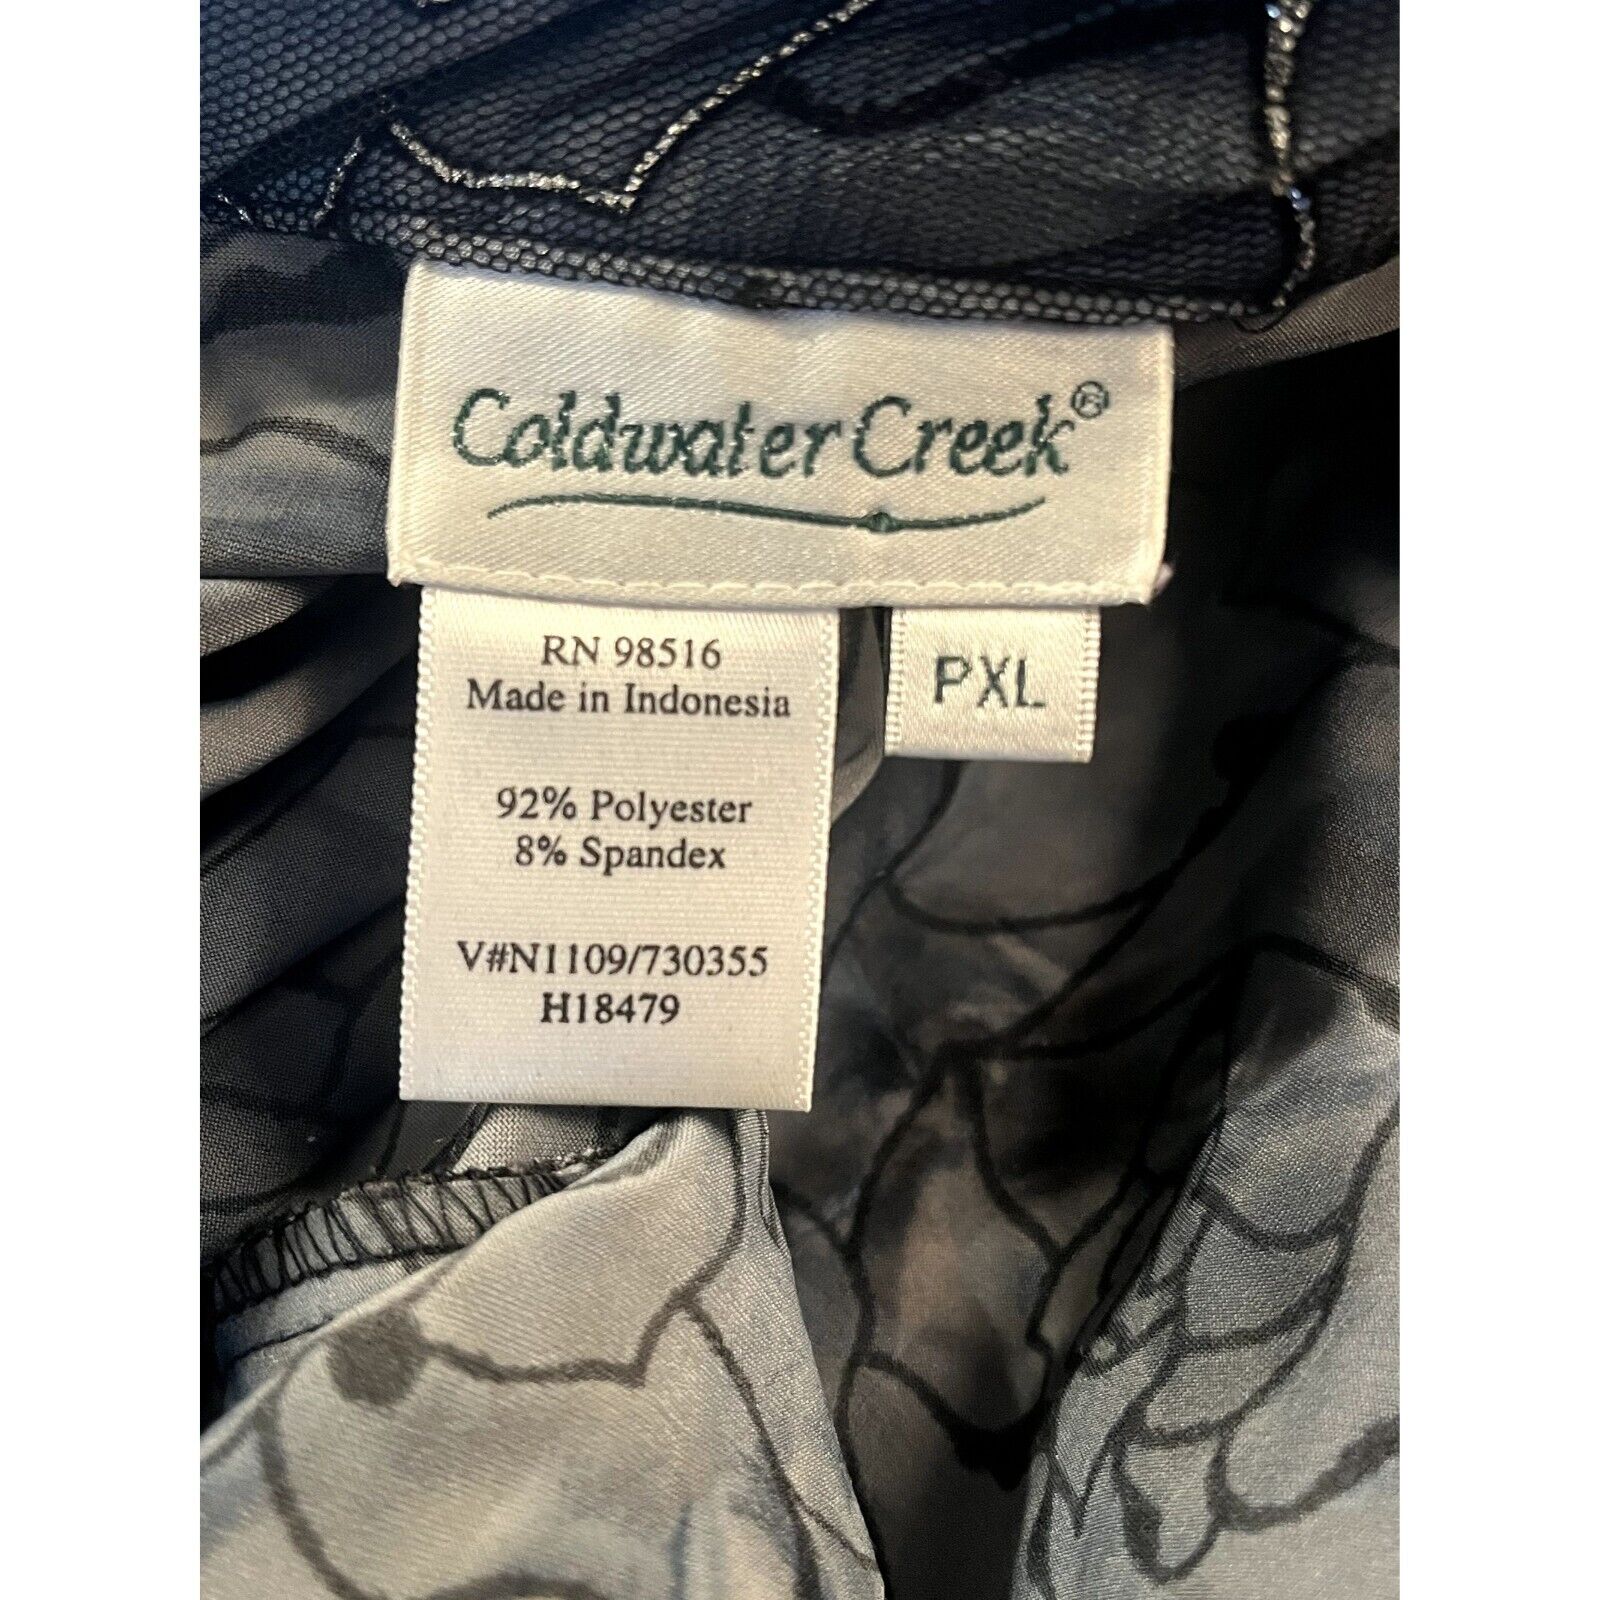 Coldwater Creek®
RN 98516
Made in Indonesia
92% Polyester
8% Spandex
V#N1109/730355
H18479
PXL